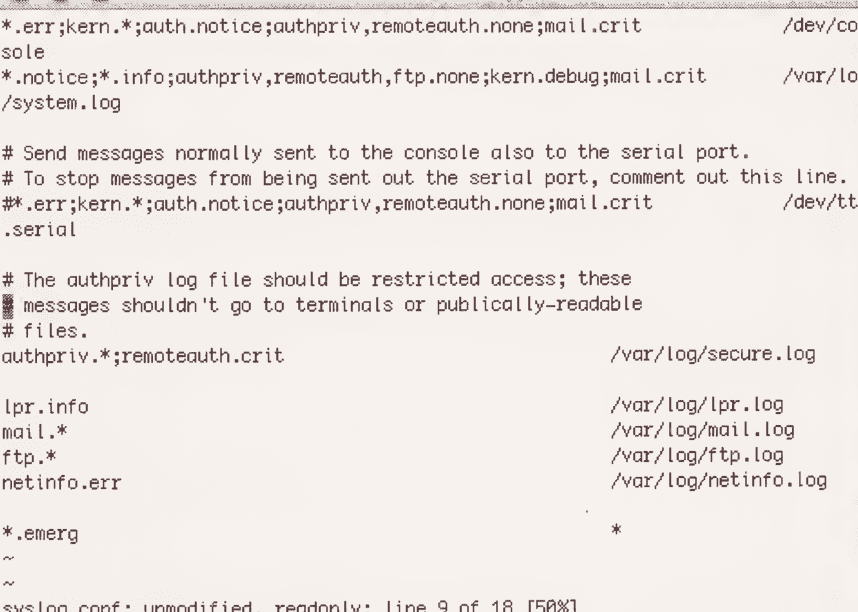 *.err;kern.*;auth.notice;authpriv,remoteauth.none;mail.crit /dev/co
sole
*.notice;*.info;authpriv,remoteauth,ftp.none;kern.debug;mail.crit /var/lo
/system.log
# Send messages normally sent to the console also to the serial port.
# To stop messages from being sent out the serial port, comment out this line.
#*.err;kern.*;auth.notice;authpriv,remoteauth.none;mail.crit /dev/tt
.serial
# The authpriv log file should be restricted access; these
# messages shouldn't go to terminals or publically-readable
# files.
authpriv.*;remoteauth.crit /var/log/secure.log
lpr.info /var/log/lpr.log
mail.* /var/log/mail.log
ftp.* /var/log/ftp.log
netinfo.err /var/log/netinfo.log
*.emerg *
~
~
syslog.conf: unmodified, readonly: line 9 of 18 [50%]